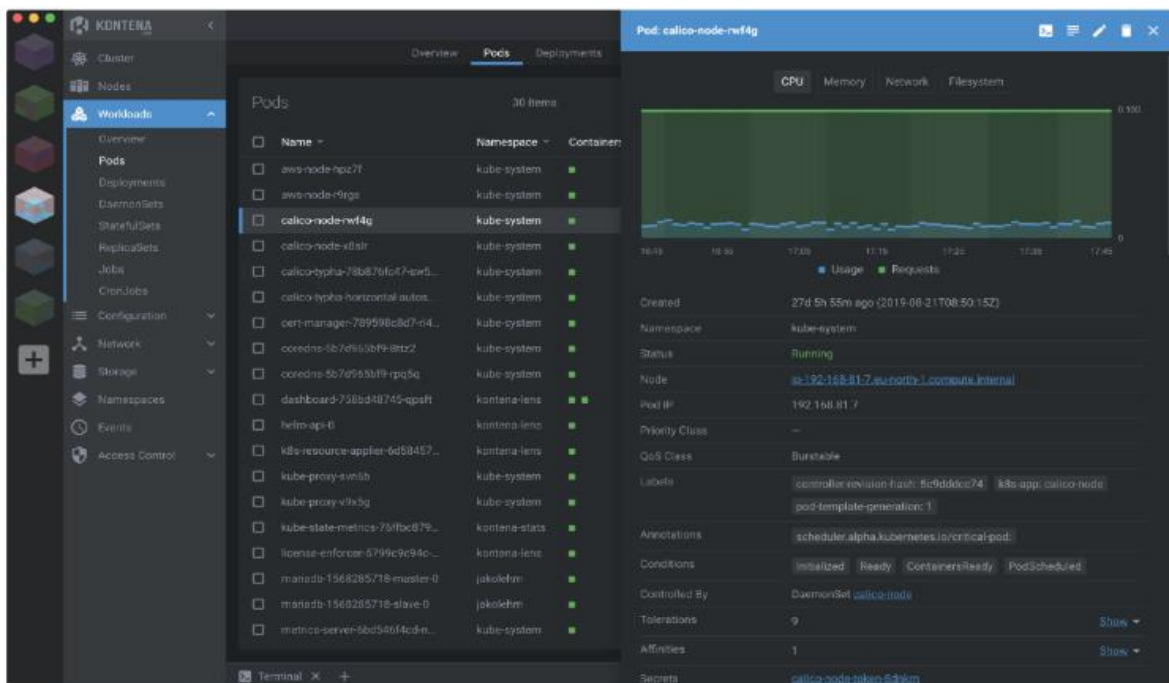 KONTENA
Cluster
Nodes
Workloads
Overview
Pods
Deployments
DaemonSets
StatefulSets
ReplicaSets
Jobs
CronJobs
Configuration
Network
Storage
Namespaces
Events
Access Control
Overview Pods Deployments
Pods 30 items
Name Namespace Containers
aws-node-hpz7f kube-system
aws-node-r9rgs kube-system
calico-node-rwf4g kube-system
calico-node-x8slr kube-system
calico-typha-78b876fc47-sw5... kube-system
calico-typha-horizontal-autos... kube-system
cert-manager-789598c8d7-rl4... kube-system
coredns-5b7d965bf9-8ttz2 kube-system
coredns-5b7d965bf9-rpq5q kube-system
dashboard-758bd48745-qpsft kontena-lens
helm-api-0 kontena-lens
k8s-resource-applier-6d58457... kontena-lens
kube-proxy-svn6b kube-system
kube-proxy-v9x5g kube-system
kube-state-metrics-76ffbc879... kontena-stats
license-enforcer-5799c9c94c-... kontena-lens
mariadb-1568285718-master-0 jakolehm
mariadb-1568285718-slave-0 jakolehm
metrics-server-6bd546f4cd-n... kube-system
Terminal
Pod: calico-node-rwf4g
CPU Memory Network Filesystem
0.100
0
16:45 16:55 17:05 17:15 17:25 17:35 17:45
Usage Requests
Created 27d 5h 55m ago (2019-08-21T08:50:15Z)
Namespace kube-system
Status Running
Node ip-192-168-81-7.eu-north-1.compute.internal
Pod IP 192.168.81.7
Priority Class —
QoS Class Burstable
Labels controller-revision-hash: 5c9dddcc74 k8s-app: calico-node
pod-template-generation: 1
Annotations scheduler.alpha.kubernetes.io/critical-pod:
Conditions Initialized Ready ContainersReady PodScheduled
Controlled By DaemonSet calico-node
Tolerations 9 Show
Affinities 1 Show
Secrets calico-node-token-6dnkm